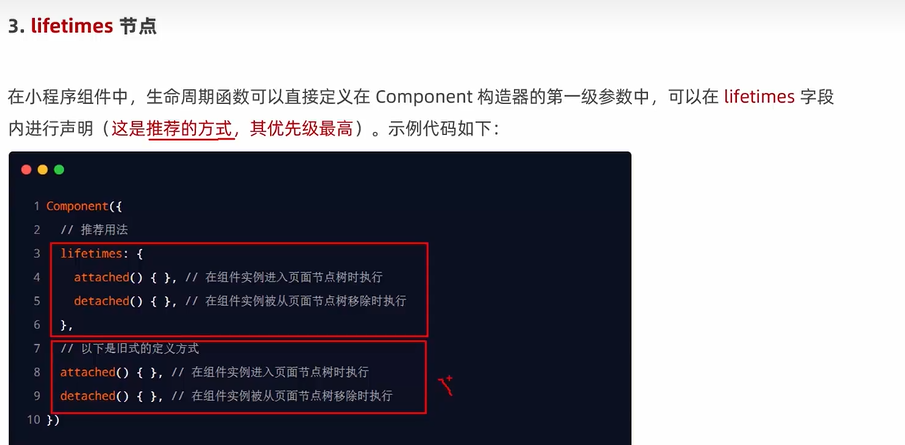 3. lifetimes 节点
在小程序组件中，生命周期函数可以直接定义在 Component 构造器的第一级参数中，可以在 lifetimes 字段
内进行声明（这是推荐的方式，其优先级最高）。示例代码如下：
1 Component({
2 // 推荐用法
3 lifetimes: {
4 attached() { }, // 在组件实例进入页面节点树时执行
5 detached() { }, // 在组件实例被从页面节点树移除时执行
6 },
7 // 以下是旧式的定义方式
8 attached() { }, // 在组件实例进入页面节点树时执行
9 detached() { }, // 在组件实例被从页面节点树移除时执行
10 })